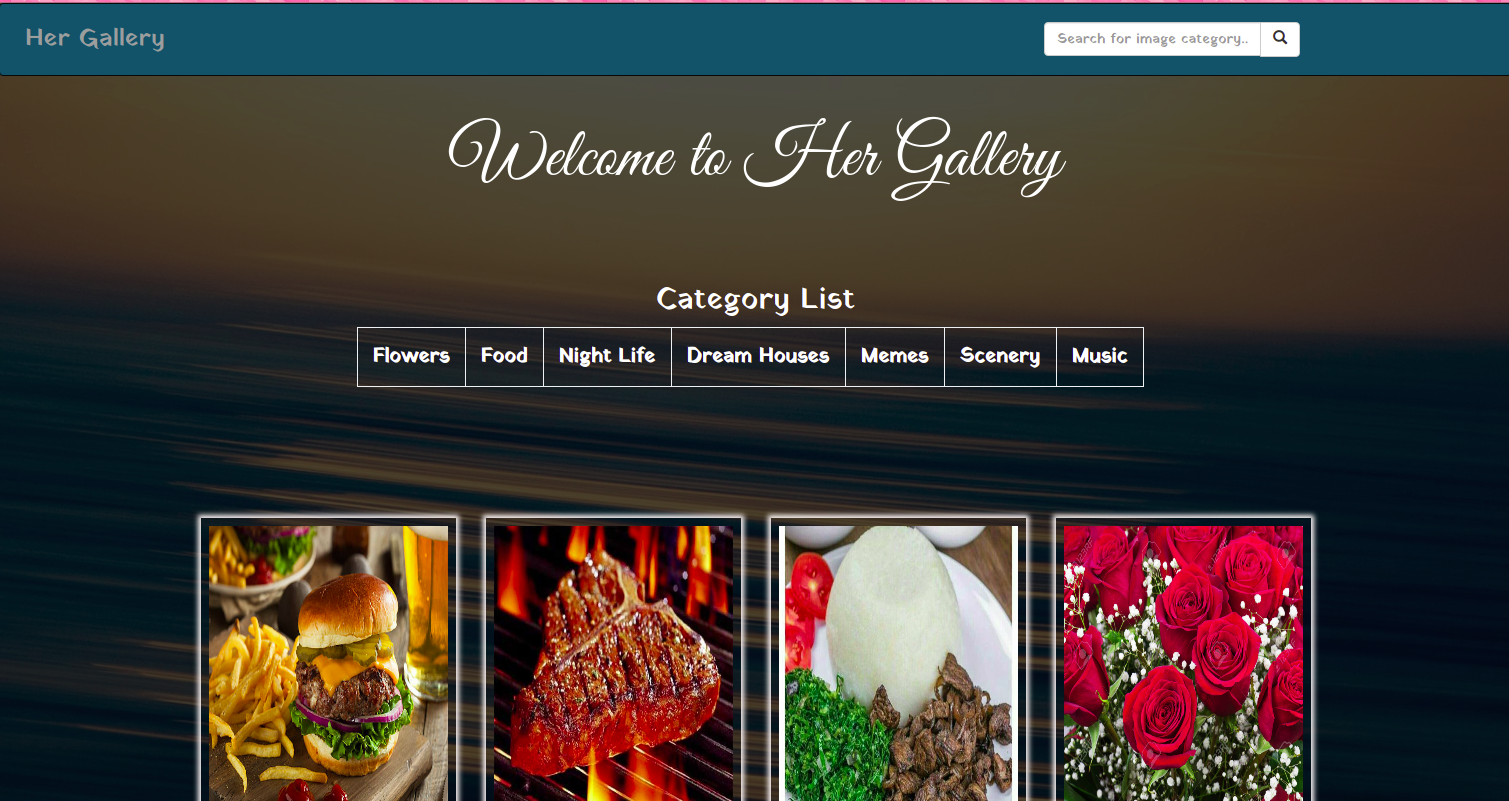 Her Gallery
Search for image category..
Welcome to Her Gallery
Category List
Flowers Food Night Life Dream Houses Memes Scenery Music